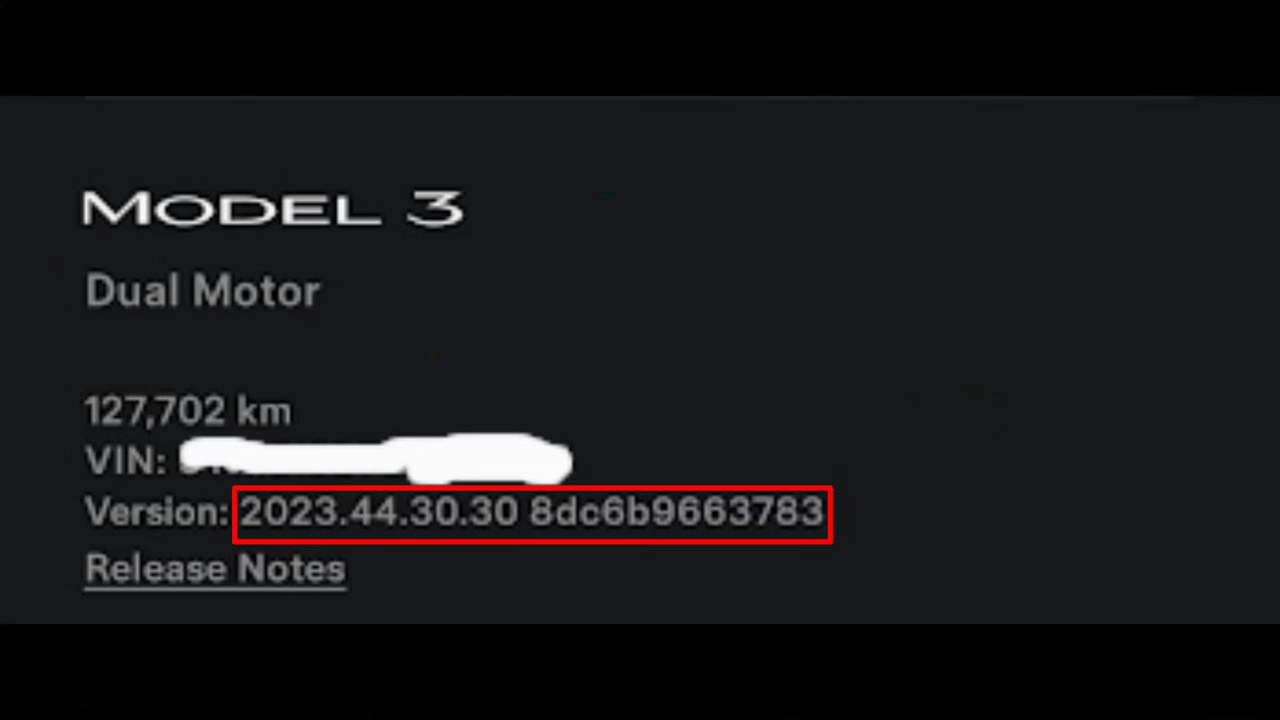 MODEL 3
Dual Motor
127,702 km
VIN:
Version: 2023.44.30.30 8dc6b9663783
Release Notes